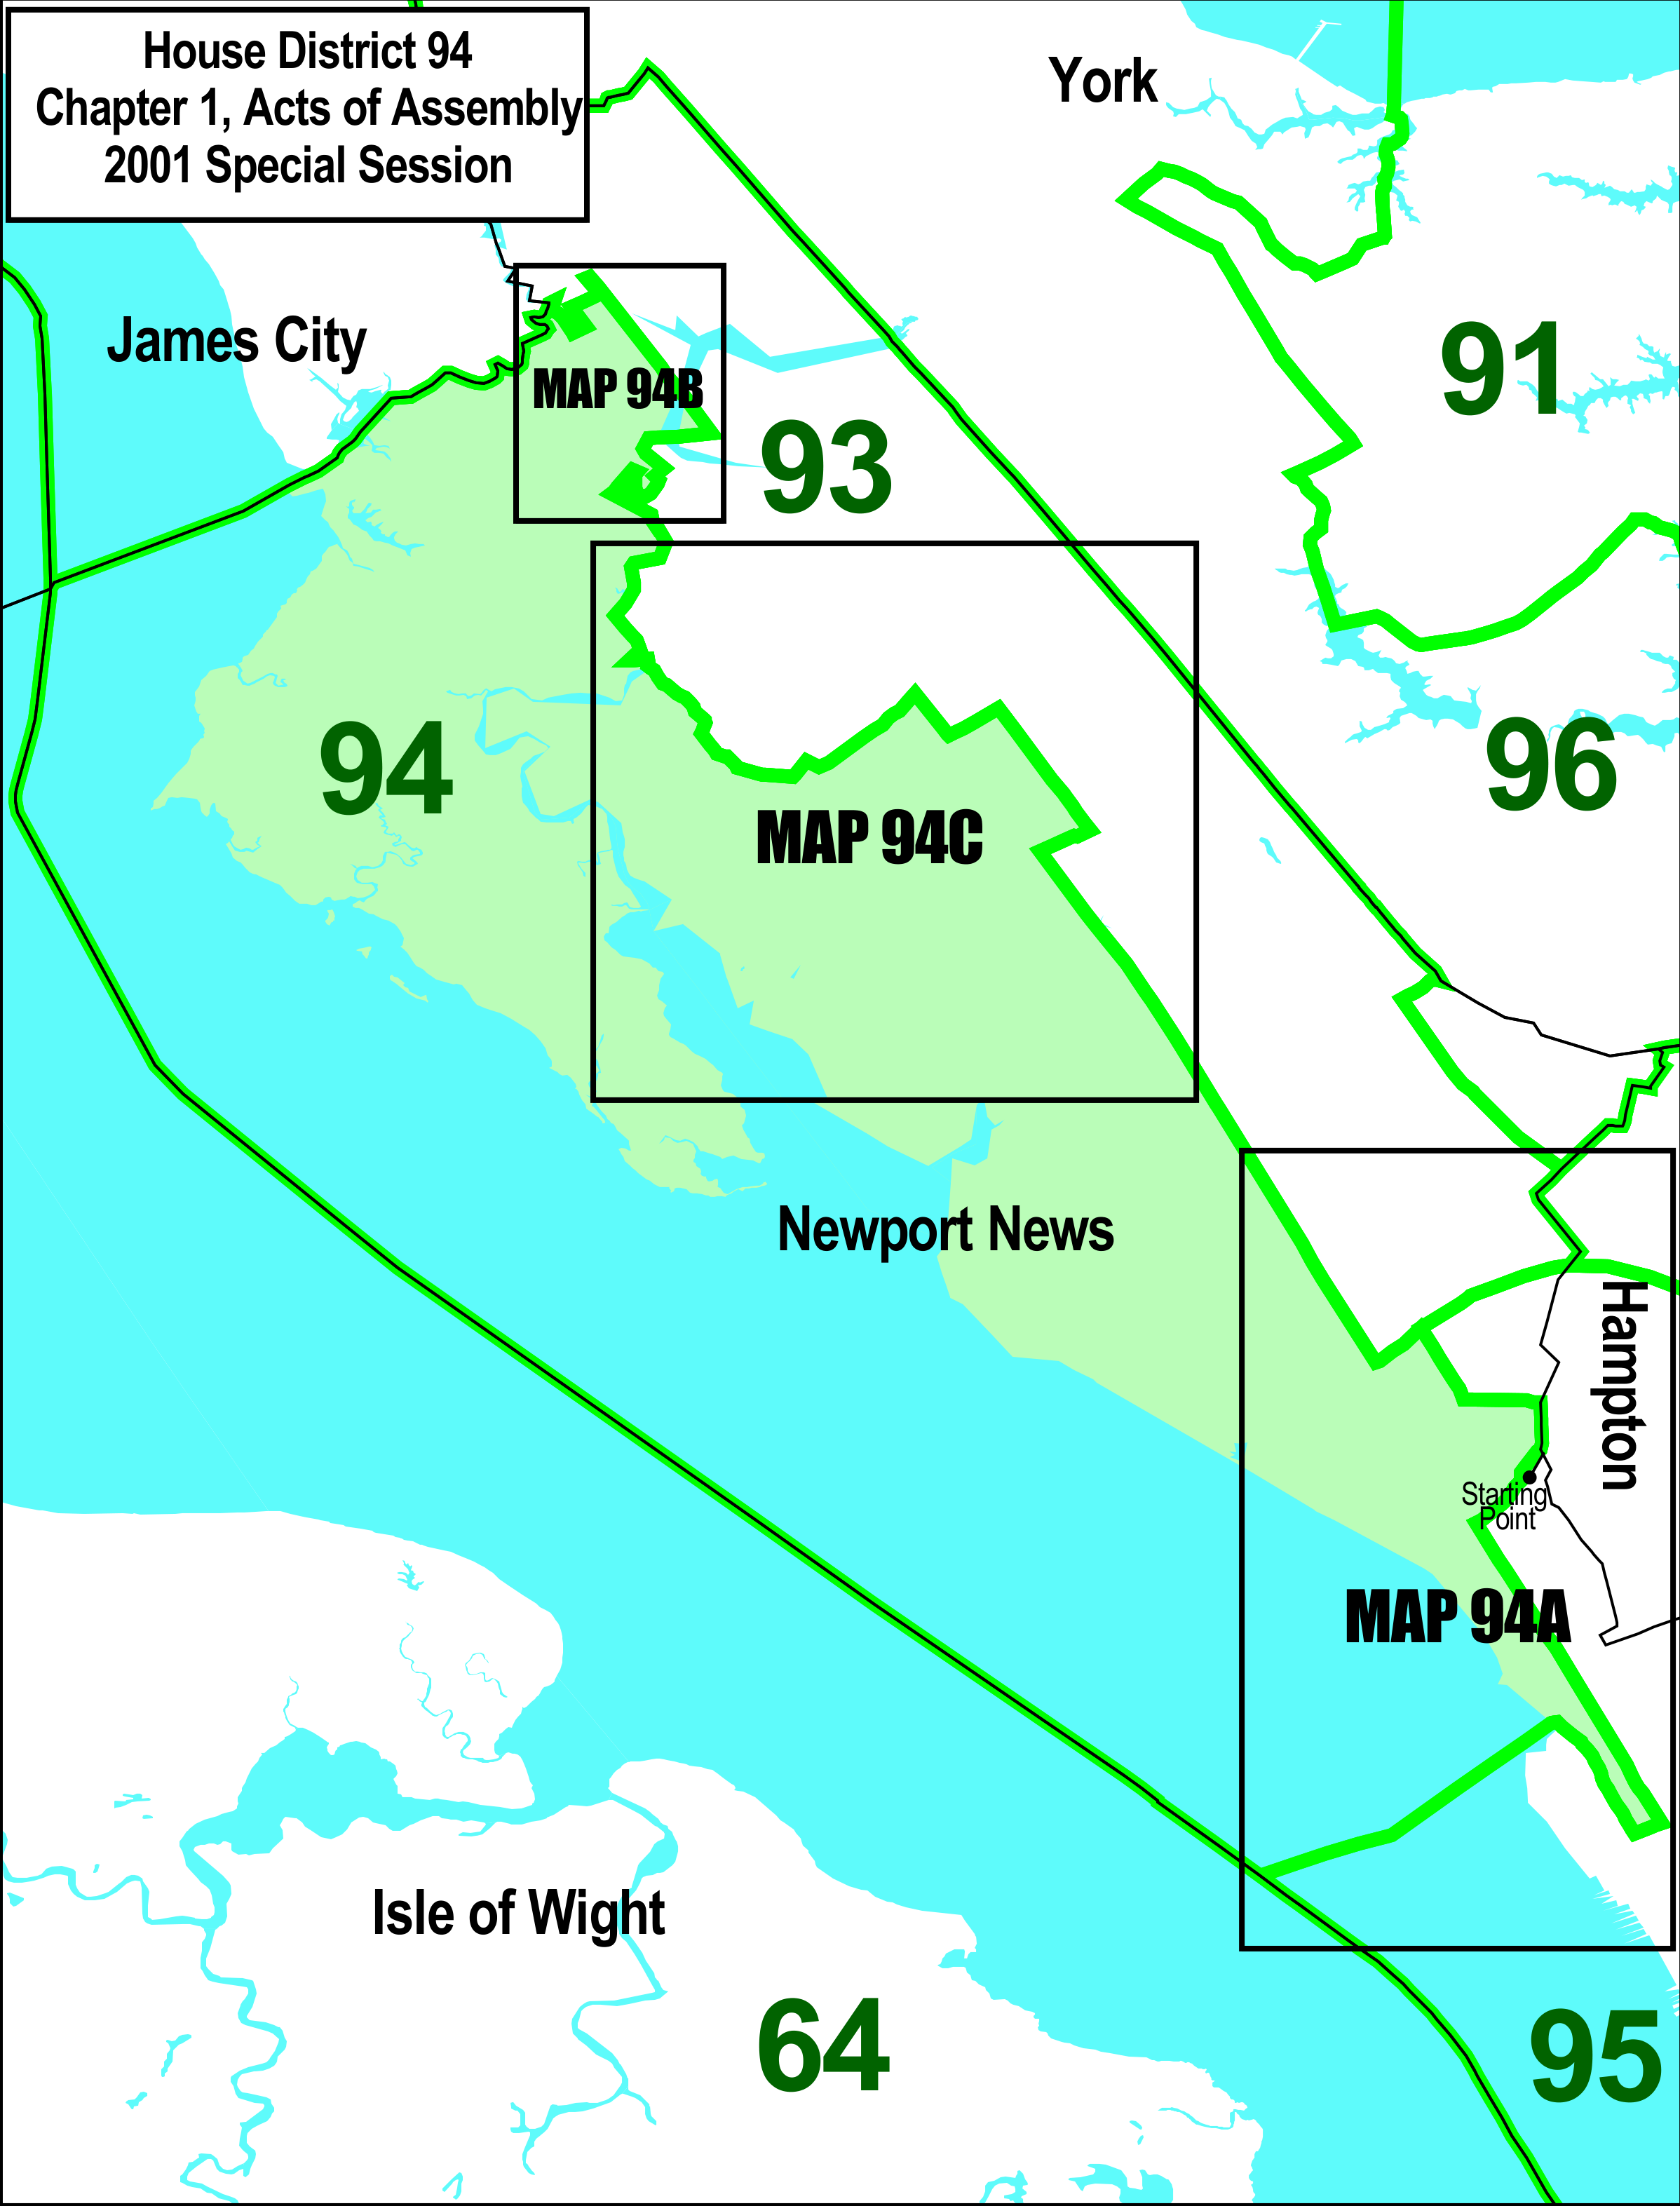 House District 94
Chapter 1, Acts of Assembly
2001 Special Session
York
James City
91
MAP 94B
93
94
96
MAP 94C
Newport News
Hampton
Starting
Point
MAP 94A
Isle of Wight
64
95